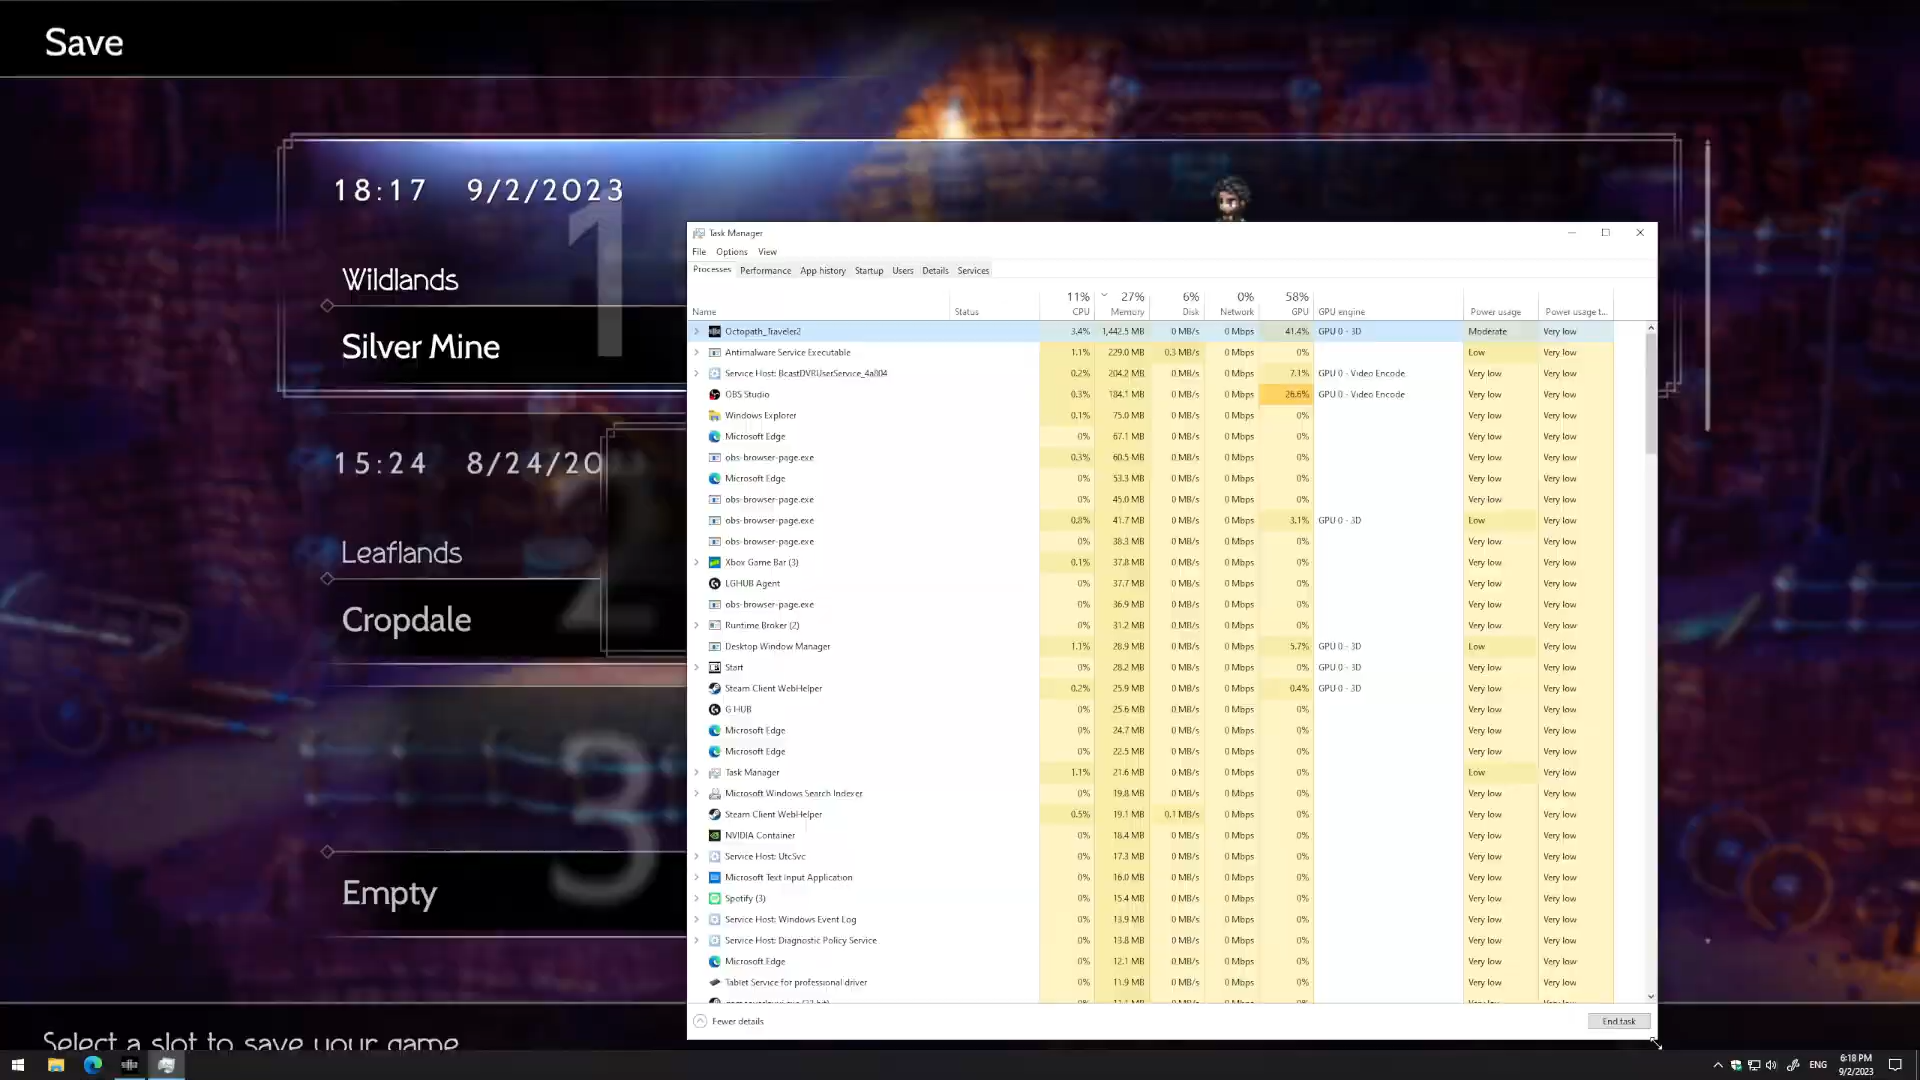 Save
18:17 9/2/2023
1
Wildlands
Silver Mine
15:24 8/24/20
2
Leaflands
Cropdale
3
Empty
Select a slot to save your game
Task Manager
File Options View
Processes Performance App history Startup Users Details Services
11% 27% 6% 0% 58%
Name Status CPU Memory Disk Network GPU GPU engine Power usage Power usage t...
Octopath_Traveler2 3.4% 1,442.5 MB 0 MB/s 0 Mbps 41.4% GPU 0 - 3D Moderate Very low
Antimalware Service Executable 1.1% 229.0 MB 0.3 MB/s 0 Mbps 0% Low Very low
Service Host: BcastDVRUserService_4a804 0.2% 204.2 MB 0 MB/s 0 Mbps 7.1% GPU 0 - Video Encode Very low Very low
OBS Studio 0.3% 184.1 MB 0 MB/s 0 Mbps 26.6% GPU 0 - Video Encode Very low Very low
Windows Explorer 0.1% 75.0 MB 0 MB/s 0 Mbps 0% Very low Very low
Microsoft Edge 0% 67.1 MB 0 MB/s 0 Mbps 0% Very low Very low
obs-browser-page.exe 0.3% 60.5 MB 0 MB/s 0 Mbps 0% Very low Very low
Microsoft Edge 0% 53.3 MB 0 MB/s 0 Mbps 0% Very low Very low
obs-browser-page.exe 0% 45.0 MB 0 MB/s 0 Mbps 0% Very low Very low
obs-browser-page.exe 0.8% 41.7 MB 0 MB/s 0 Mbps 3.1% GPU 0 - 3D Low Very low
obs-browser-page.exe 0% 38.3 MB 0 MB/s 0 Mbps 0% Very low Very low
Xbox Game Bar (3) 0.1% 37.8 MB 0 MB/s 0 Mbps 0% Very low Very low
LGHUB Agent 0% 37.7 MB 0 MB/s 0 Mbps 0% Very low Very low
obs-browser-page.exe 0% 36.9 MB 0 MB/s 0 Mbps 0% Very low Very low
Runtime Broker (2) 0% 31.2 MB 0 MB/s 0 Mbps 0% Very low Very low
Desktop Window Manager 1.1% 28.9 MB 0 MB/s 0 Mbps 5.7% GPU 0 - 3D Low Very low
Start 0% 28.2 MB 0 MB/s 0 Mbps 0% GPU 0 - 3D Very low Very low
Steam Client WebHelper 0.2% 25.9 MB 0 MB/s 0 Mbps 0.4% GPU 0 - 3D Very low Very low
G HUB 0% 25.6 MB 0 MB/s 0 Mbps 0% Very low Very low
Microsoft Edge 0% 24.7 MB 0 MB/s 0 Mbps 0% Very low Very low
Microsoft Edge 0% 22.5 MB 0 MB/s 0 Mbps 0% Very low Very low
Task Manager 1.1% 21.6 MB 0 MB/s 0 Mbps 0% Low Very low
Microsoft Windows Search Indexer 0% 19.8 MB 0 MB/s 0 Mbps 0% Very low Very low
Steam Client WebHelper 0.5% 19.1 MB 0.1 MB/s 0 Mbps 0% Very low Very low
NVIDIA Container 0% 18.4 MB 0 MB/s 0 Mbps 0% Very low Very low
Service Host: UtcSvc 0% 17.3 MB 0 MB/s 0 Mbps 0% Very low Very low
Microsoft Text Input Application 0% 16.0 MB 0 MB/s 0 Mbps 0% Very low Very low
Spotify (3) 0% 15.4 MB 0 MB/s 0 Mbps 0% Very low Very low
Service Host: Windows Event Log 0% 13.9 MB 0 MB/s 0 Mbps 0% Very low Very low
Service Host: Diagnostic Policy Service 0% 13.8 MB 0 MB/s 0 Mbps 0% Very low Very low
Microsoft Edge 0% 12.1 MB 0 MB/s 0 Mbps 0% Very low Very low
Tablet Service for professional driver 0% 11.9 MB 0 MB/s 0 Mbps 0% Very low Very low
Fewer details End task
ENG 6:18 PM
9/2/2023